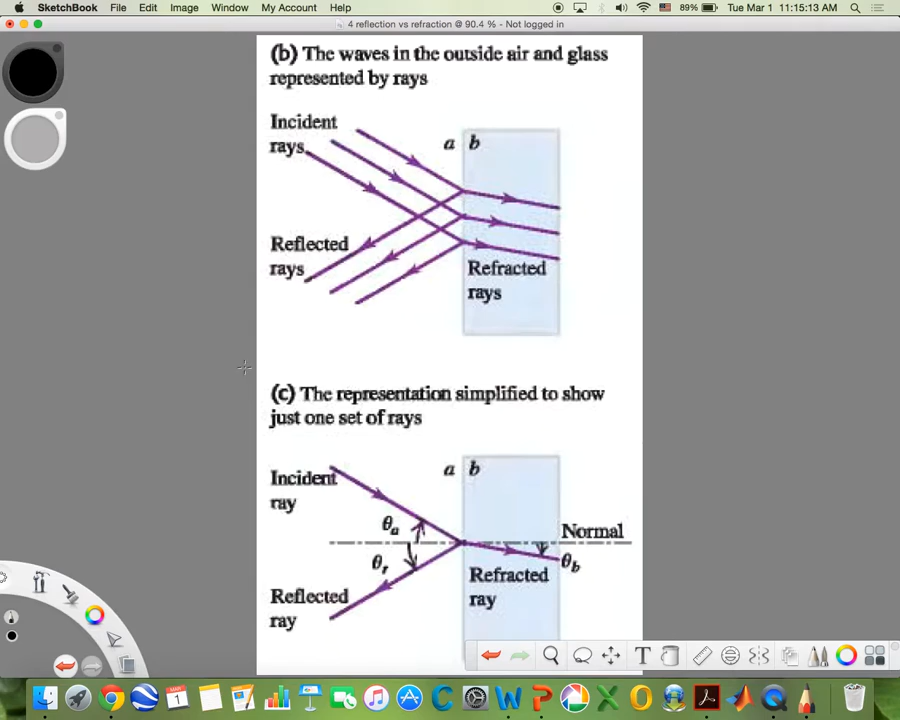 SketchBook File Edit Image Window My Account Help 89% Tue Mar 1 11:15:13 AM
4 reflection vs refraction @ 90.4 % - Not logged in
(b) The waves in the outside air and glass
represented by rays
Incident
rays
a b
Reflected
rays
Refracted
rays
(c) The representation simplified to show
just one set of rays
a b
Incident
ray
θa
Normal
θr
θb
Refracted
ray
Reflected
ray